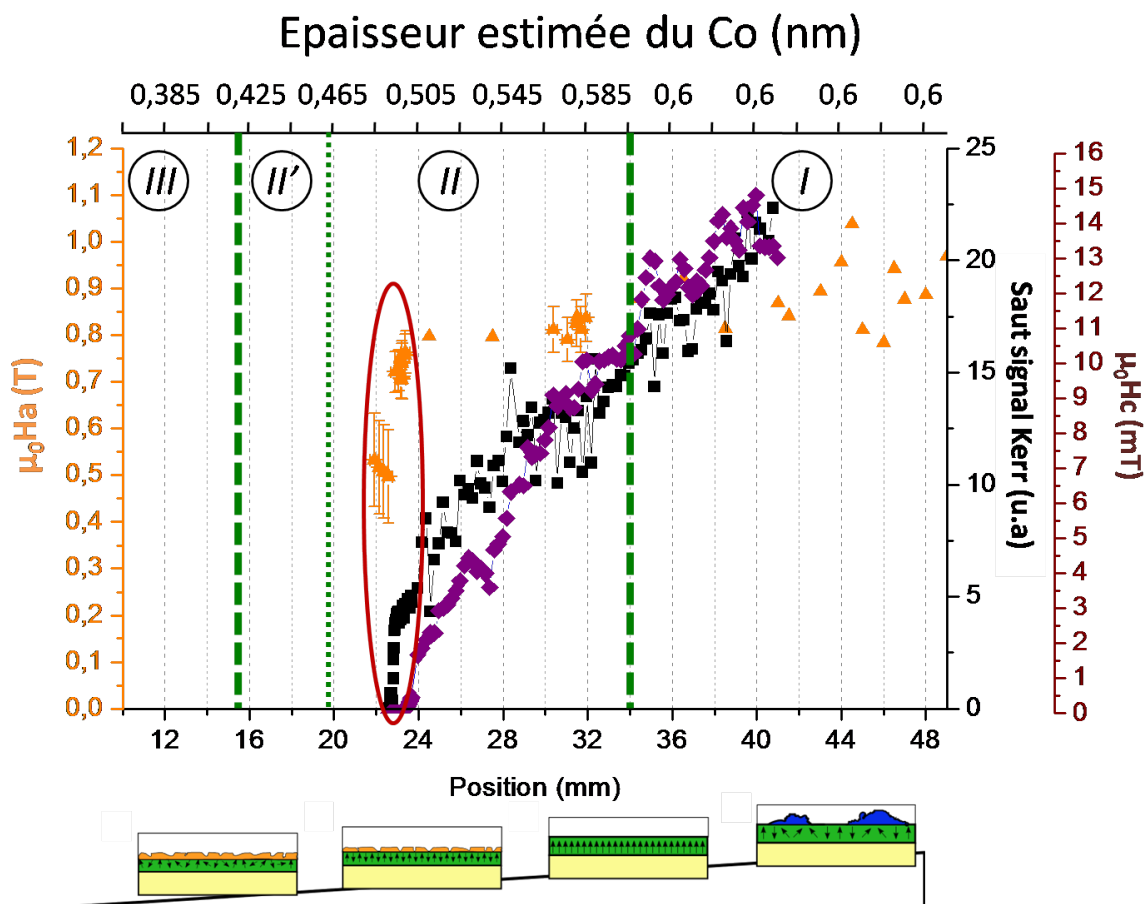 Epaisseur estimée du Co (nm)
0,385 0,425 0,465 0,505 0,545 0,585 0,6 0,6 0,6 0,6
1,2 25 16
III II' II I
1,1 15
14
1,0
20 13
0,9 12
0,8 11
10
0,7 15
9
0,6 8
7
0,5 10
6
0,4 5
0,3 4
5 3
0,2
2
0,1 1
0,0 0 0
µ₀Ha (T)
Saut signal Kerr (u.a)
µ₀Hc (mT)
12 16 20 24 28 32 36 40 44 48
Position (mm)